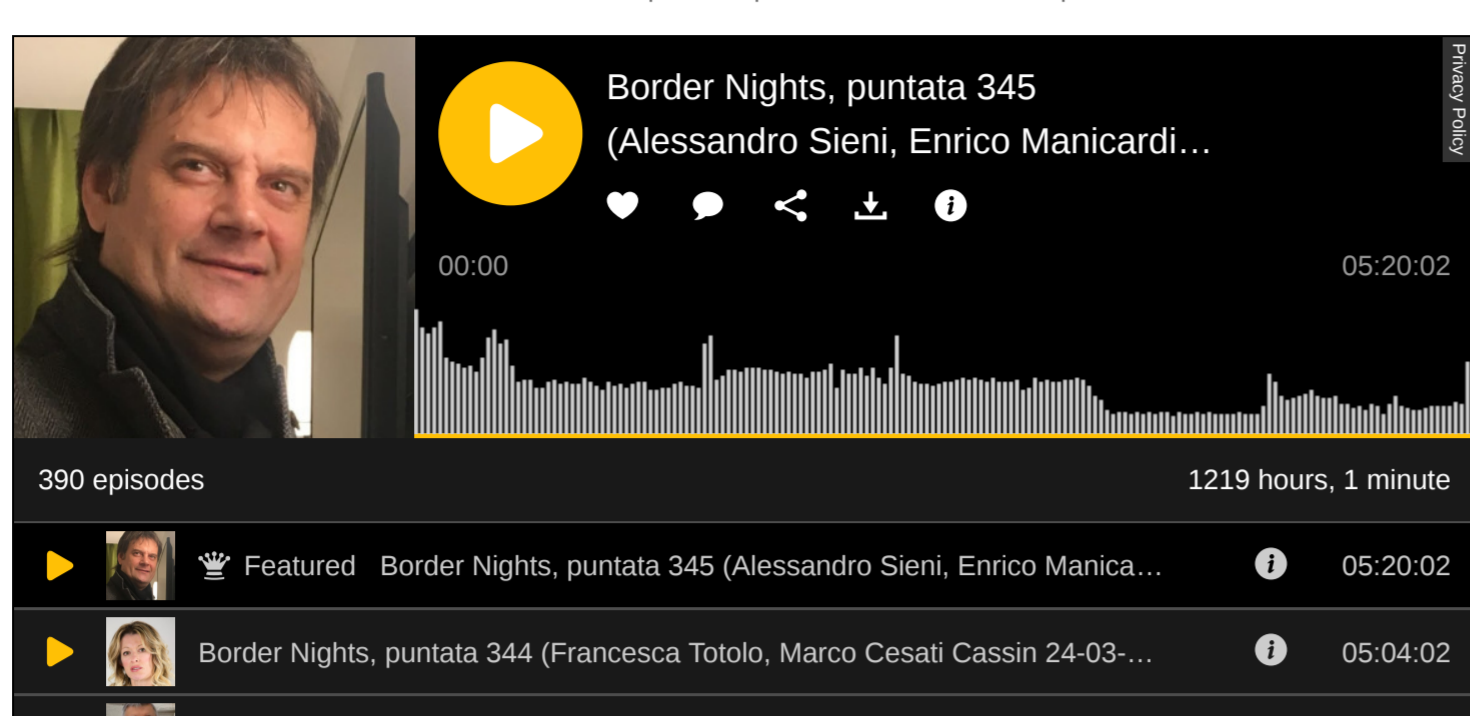 Border Nights, puntata 345
(Alessandro Sieni, Enrico Manicardi…
Privacy Policy
00:00
05:20:02
390 episodes
1219 hours, 1 minute
Featured Border Nights, puntata 345 (Alessandro Sieni, Enrico Manica… 05:20:02
Border Nights, puntata 344 (Francesca Totolo, Marco Cesati Cassin 24-03-… 05:04:02